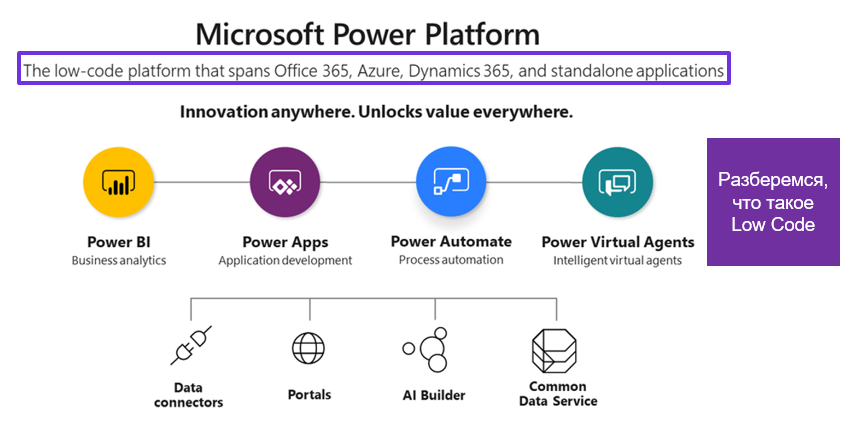 Microsoft Power Platform
The low-code platform that spans Office 365, Azure, Dynamics 365, and standalone applications
Innovation anywhere. Unlocks value everywhere.
Разберемся,
что такое
Low Code
Power BI
Business analytics
Power Apps
Application development
Power Automate
Process automation
Power Virtual Agents
Intelligent virtual agents
Data
connectors
Portals
AI Builder
Common
Data Service